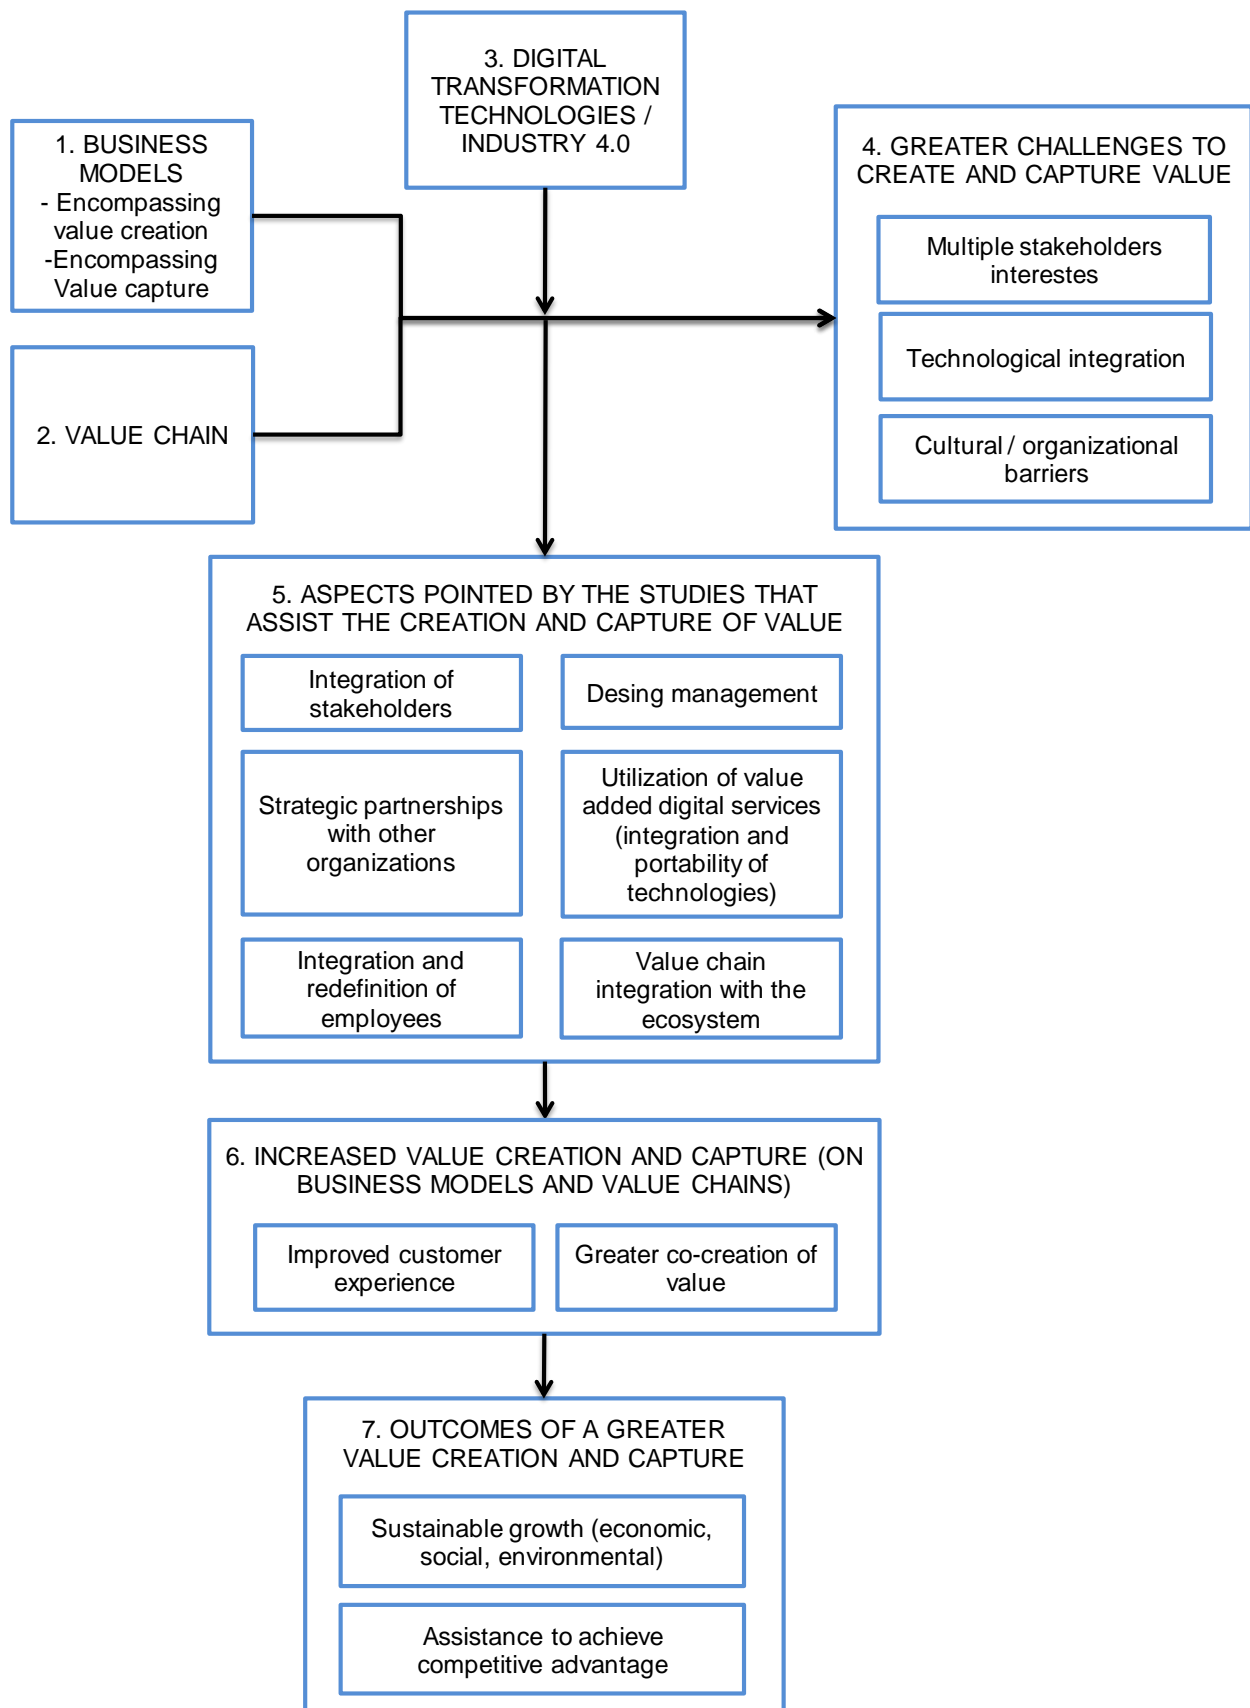 3. DIGITAL
TRANSFORMATION
TECHNOLOGIES /
INDUSTRY 4.0
1. BUSINESS
MODELS
- Encompassing
value creation
-Encompassing
Value capture
2. VALUE CHAIN
4. GREATER CHALLENGES TO
CREATE AND CAPTURE VALUE
Multiple stakeholders
interestes
Technological integration
Cultural / organizational
barriers
5. ASPECTS POINTED BY THE STUDIES THAT
ASSIST THE CREATION AND CAPTURE OF VALUE
Integration of
stakeholders
Desing management
Strategic partnerships
with other
organizations
Utilization of value
added digital services
(integration and
portability of
technologies)
Integration and
redefinition of
employees
Value chain
integration with the
ecosystem
6. INCREASED VALUE CREATION AND CAPTURE (ON
BUSINESS MODELS AND VALUE CHAINS)
Improved customer
experience
Greater co-creation of
value
7. OUTCOMES OF A GREATER
VALUE CREATION AND CAPTURE
Sustainable growth (economic,
social, environmental)
Assistance to achieve
competitive advantage